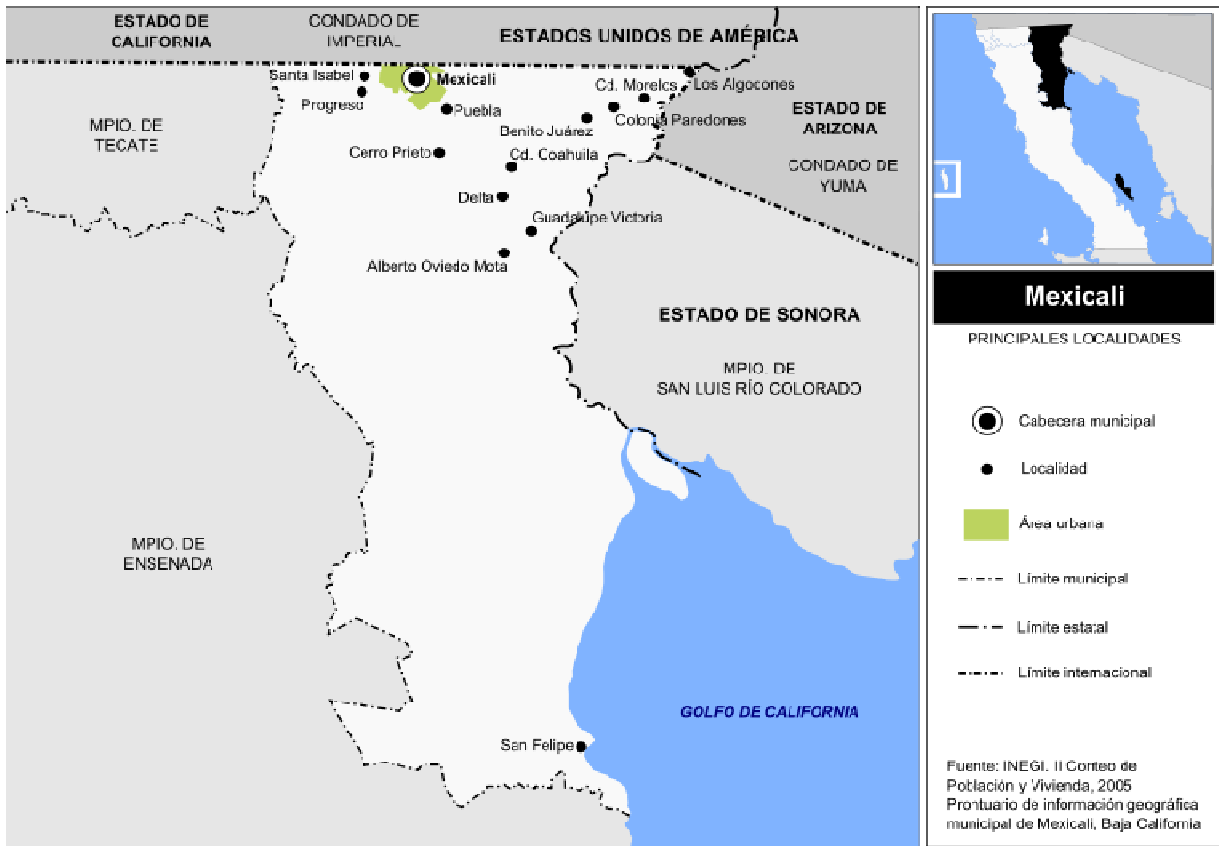 ESTADO DE
CALIFORNIA
CONDADO DE
IMPERIAL
ESTADOS UNIDOS DE AMÉRICA
Santa Isabel
Mexicali
Progreso
Puebla
Cd. Morelos
Los Algocones
Benito Juárez
Colonia Paredones
ESTADO DE
ARIZONA
MPIO. DE
TECATE
Cerro Prieto
Cd. Coahuila
CONDADO DE
YUMA
Delta
Guadalupe Victoria
Alberto Oviedo Mota
ESTADO DE SONORA
MPIO. DE
SAN LUIS RÍO COLORADO
MPIO. DE
ENSENADA
GOLFO DE CALIFORNIA
San Felipe
Mexicali
PRINCIPALES LOCALIDADES
Cabecera municipal
Localidad
Área urbana
Límite municipal
Límite estatal
Límite internacional
Fuente: INEGI. II Conteo de
Población y Vivienda, 2005
Prontuario de información geográfica
municipal de Mexicali, Baja California